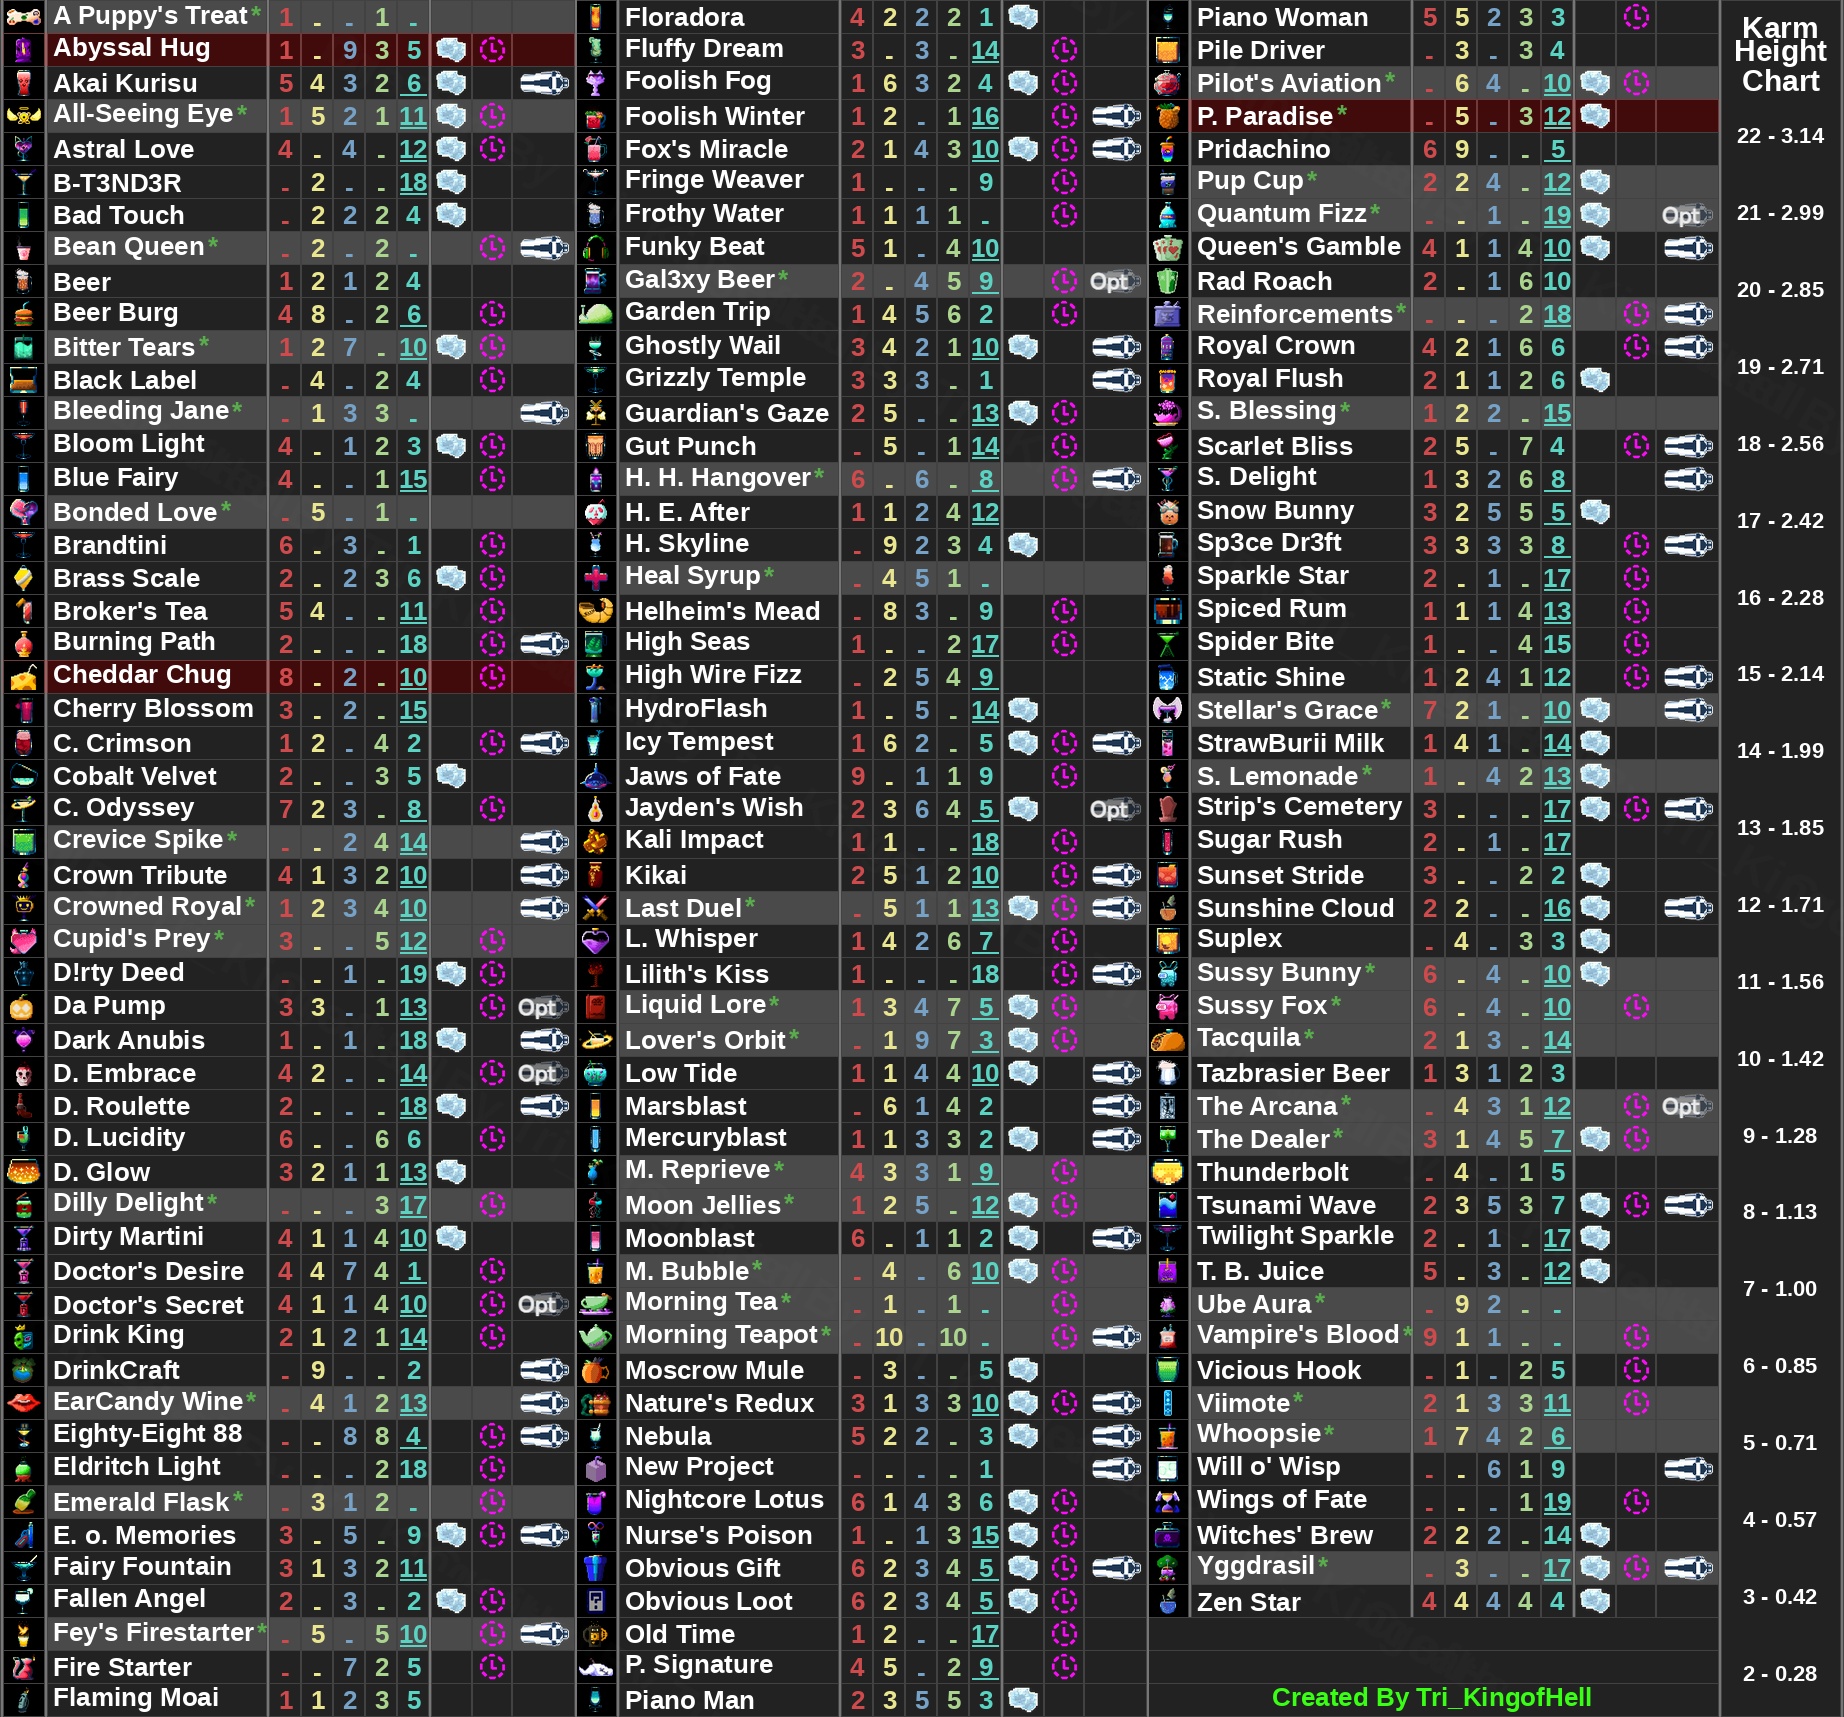 A Puppy's Treat* 1 - - 1 -
Abyssal Hug 1 - 9 3 5
Akai Kurisu 5 4 3 2 6
All-Seeing Eye* 1 5 2 1 11
Astral Love 4 - 4 - 12
B-T3ND3R - 2 - - 18
Bad Touch - 2 2 2 4
Bean Queen* - 2 - 2 -
Beer 1 2 1 2 4
Beer Burg 4 8 - 2 6
Bitter Tears* 1 2 7 - 10
Black Label - 4 - 2 4
Bleeding Jane* - 1 3 3 -
Bloom Light 4 - 1 2 3
Blue Fairy 4 - - 1 15
Bonded Love* - 5 - 1 -
Brandtini 6 - 3 - 1
Brass Scale 2 - 2 3 6
Broker's Tea 5 4 - - 11
Burning Path 2 - - - 18
Cheddar Chug 8 - 2 - 10
Cherry Blossom 3 - 2 - 15
C. Crimson 1 2 - 4 2
Cobalt Velvet 2 - - 3 5
C. Odyssey 7 2 3 - 8
Crevice Spike* - - 2 4 14
Crown Tribute 4 1 3 2 10
Crowned Royal* 1 2 3 4 10
Cupid's Prey* 3 - - 5 12
D!rty Deed - - 1 - 19
Da Pump 3 3 - 1 13 Opt
Dark Anubis 1 - 1 - 18
D. Embrace 4 2 - - 14 Opt
D. Roulette 2 - - - 18
D. Lucidity 6 - - 6 6
D. Glow 3 2 1 1 13
Dilly Delight* - - - 3 17
Dirty Martini 4 1 1 4 10
Doctor's Desire 4 4 7 4 1
Doctor's Secret 4 1 1 4 10 Opt
Drink King 2 1 2 1 14
DrinkCraft - 9 - - 2
EarCandy Wine* - 4 1 2 13
Eighty-Eight 88 - - 8 8 4
Eldritch Light - - - 2 18
Emerald Flask* - 3 1 2 -
E. o. Memories 3 - 5 - 9
Fairy Fountain 3 1 3 2 11
Fallen Angel 2 - 3 - 2
Fey's Firestarter* - 5 - 5 10
Fire Starter - - 7 2 5
Flaming Moai 1 1 2 3 5
Floradora 4 2 2 2 1
Fluffy Dream 3 - 3 - 14
Foolish Fog 1 6 3 2 4
Foolish Winter 1 2 - 1 16
Fox's Miracle 2 1 4 3 10
Fringe Weaver 1 - - - 9
Frothy Water 1 1 1 1 -
Funky Beat 5 1 - 4 10
Gal3xy Beer* 2 - 4 5 9 Opt
Garden Trip 1 4 5 6 2
Ghostly Wail 3 4 2 1 10
Grizzly Temple 3 3 3 - 1
Guardian's Gaze 2 5 - - 13
Gut Punch - 5 - 1 14
H. H. Hangover* 6 - 6 - 8
H. E. After 1 1 2 4 12
H. Skyline - 9 2 3 4
Heal Syrup* - 4 5 1 -
Helheim's Mead - 8 3 - 9
High Seas 1 - - 2 17
High Wire Fizz - 2 5 4 9
HydroFlash 1 - 5 - 14
Icy Tempest 1 6 2 - 5
Jaws of Fate 9 - 1 1 9
Jayden's Wish 2 3 6 4 5 Opt
Kali Impact 1 1 - - 18
Kikai 2 5 1 2 10
Last Duel* - 5 1 1 13
L. Whisper 1 4 2 6 7
Lilith's Kiss 1 - - - 18
Liquid Lore* 1 3 4 7 5
Lover's Orbit* - 1 9 7 3
Low Tide 1 1 4 4 10
Marsblast - 6 1 4 2
Mercuryblast 1 1 3 3 2
M. Reprieve* 4 3 3 1 9
Moon Jellies* 1 2 5 - 12
Moonblast 6 - 1 1 2
M. Bubble* - 4 - 6 10
Morning Tea* - 1 - 1 -
Morning Teapot* - 10 - 10 -
Moscrow Mule - 3 - - 5
Nature's Redux 3 1 3 3 10
Nebula 5 2 2 - 3
New Project - - - - 1
Nightcore Lotus 6 1 4 3 6
Nurse's Poison 1 - 1 3 15
Obvious Gift 6 2 3 4 5
Obvious Loot 6 2 3 4 5
Old Time 1 2 - - 17
P. Signature 4 5 - 2 9
Piano Man 2 3 5 5 3
Piano Woman 5 5 2 3 3
Pile Driver - 3 - 3 4
Pilot's Aviation* - 6 4 - 10
P. Paradise* - 5 - 3 12
Pridachino 6 9 - - 5
Pup Cup* 2 2 4 - 12
Quantum Fizz* - - 1 - 19 Opt
Queen's Gamble 4 1 1 4 10
Rad Roach 2 - 1 6 10
Reinforcements* - - - 2 18
Royal Crown 4 2 1 6 6
Royal Flush 2 1 1 2 6
S. Blessing* 1 2 2 - 15
Scarlet Bliss 2 5 - 7 4
S. Delight 1 3 2 6 8
Snow Bunny 3 2 5 5 5
Sp3ce Dr3ft 3 3 3 3 8
Sparkle Star 2 - 1 - 17
Spiced Rum 1 1 1 4 13
Spider Bite 1 - - 4 15
Static Shine 1 2 4 1 12
Stellar's Grace* 7 2 1 - 10
StrawBurii Milk 1 4 1 - 14
S. Lemonade* 1 - 4 2 13
Strip's Cemetery 3 - - - 17
Sugar Rush 2 - 1 - 17
Sunset Stride 3 - - 2 2
Sunshine Cloud 2 2 - - 16
Suplex - 4 - 3 3
Sussy Bunny* 6 - 4 - 10
Sussy Fox* 6 - 4 - 10
Tacquila* 2 1 3 - 14
Tazbrasier Beer 1 3 1 2 3
The Arcana* - 4 3 1 12 Opt
The Dealer* 3 1 4 5 7
Thunderbolt - 4 - 1 5
Tsunami Wave 2 3 5 3 7
Twilight Sparkle 2 - 1 - 17
T. B. Juice 5 - 3 - 12
Ube Aura* - 9 2 - -
Vampire's Blood* 9 1 1 - -
Vicious Hook - 1 - 2 5
Viimote* 2 1 3 3 11
Whoopsie* 1 7 4 2 6
Will o' Wisp - - 6 1 9
Wings of Fate - - - 1 19
Witches' Brew 2 2 2 - 14
Yggdrasil* - 3 - - 17
Zen Star 4 4 4 4 4
Created By Tri_KingofHell
Karm
Height
Chart
22 - 3.14
21 - 2.99
20 - 2.85
19 - 2.71
18 - 2.56
17 - 2.42
16 - 2.28
15 - 2.14
14 - 1.99
13 - 1.85
12 - 1.71
11 - 1.56
10 - 1.42
9 - 1.28
8 - 1.13
7 - 1.00
6 - 0.85
5 - 0.71
4 - 0.57
3 - 0.42
2 - 0.28